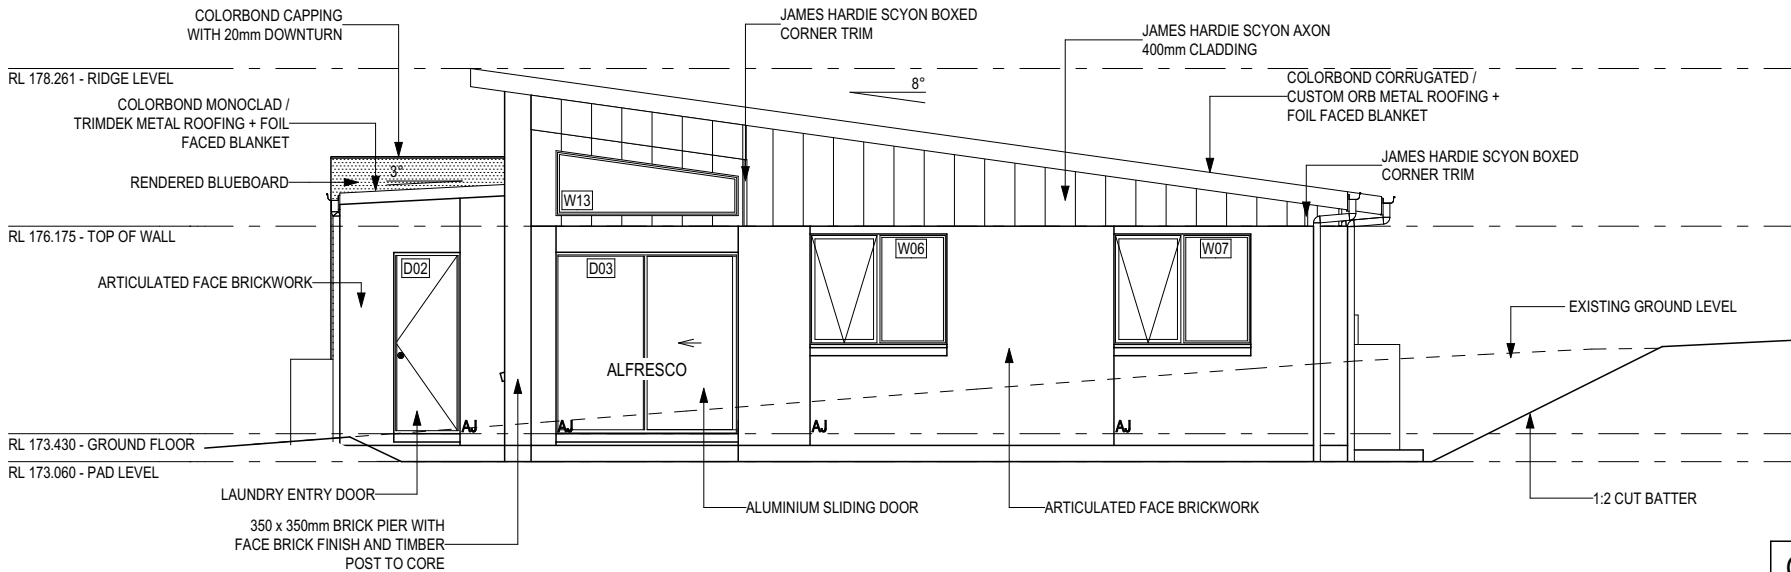 COLORBOND CAPPING
WITH 20mm DOWNTURN
JAMES HARDIE SCYON BOXED
CORNER TRIM
JAMES HARDIE SCYON AXON
400mm CLADDING
RL 178.261 - RIDGE LEVEL
8°
COLORBOND CORRUGATED /
CUSTOM ORB METAL ROOFING +
FOIL FACED BLANKET
COLORBOND MONOCLAD /
TRIMDEK METAL ROOFING + FOIL
FACED BLANKET
JAMES HARDIE SCYON BOXED
CORNER TRIM
RENDERED BLUEBOARD
3°
W13
RL 176.175 - TOP OF WALL
W06
W07
D02
D03
ARTICULATED FACE BRICKWORK
EXISTING GROUND LEVEL
ALFRESCO
AJ
AJ
AJ
AJ
RL 173.430 - GROUND FLOOR
RL 173.060 - PAD LEVEL
LAUNDRY ENTRY DOOR
ALUMINIUM SLIDING DOOR
ARTICULATED FACE BRICKWORK
1:2 CUT BATTER
350 x 350mm BRICK PIER WITH
FACE BRICK FINISH AND TIMBER
POST TO CORE